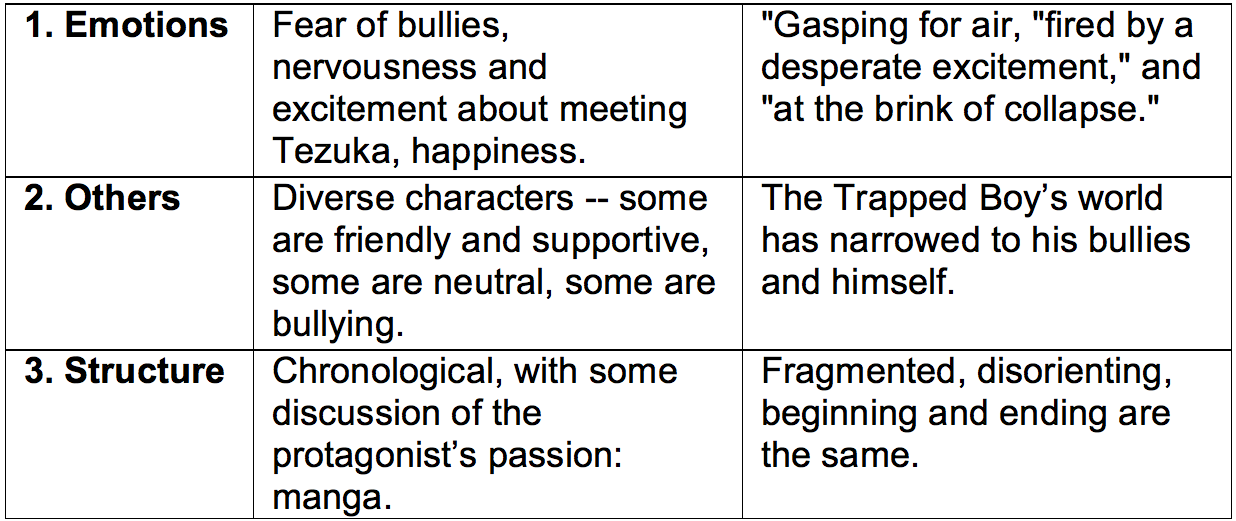 1. Emotions
Fear of bullies,
nervousness and
excitement about meeting
Tezuka, happiness.
"Gasping for air, "fired by a
desperate excitement," and
"at the brink of collapse."
2. Others
Diverse characters -- some
are friendly and supportive,
some are neutral, some are
bullying.
The Trapped Boy’s world
has narrowed to his bullies
and himself.
3. Structure
Chronological, with some
discussion of the
protagonist’s passion:
manga.
Fragmented, disorienting,
beginning and ending are
the same.